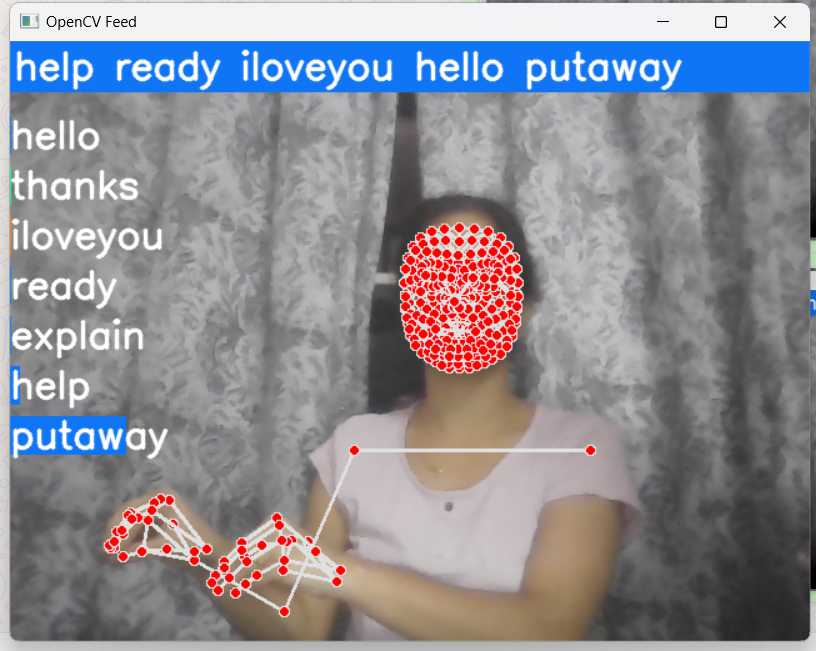 OpenCV Feed
help ready iloveyou hello putaway
hello
thanks
iloveyou
ready
explain
help
putaway